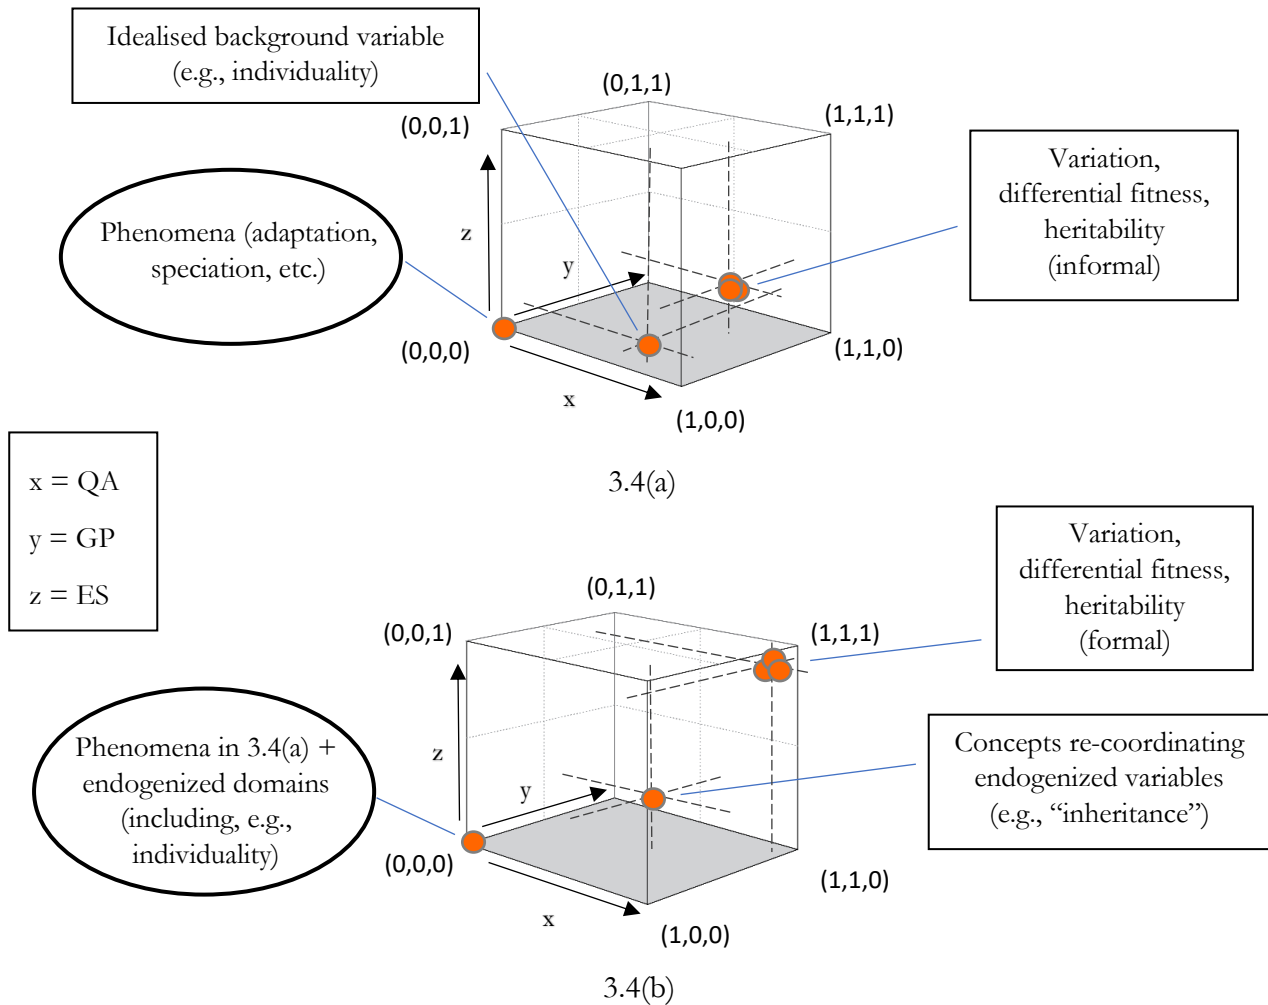 Idealised background variable
(e.g., individuality)
(0,1,1)
(1,1,1)
(0,0,1)
Variation,
differential fitness,
heritability
(informal)
Phenomena (adaptation,
speciation, etc.)
z
y
(0,0,0)
(1,1,0)
x
(1,0,0)
3.4(a)
x = QA
y = GP
z = ES
Variation,
differential fitness,
heritability
(formal)
(0,1,1)
(0,0,1)
(1,1,1)
Phenomena in 3.4(a) +
endogenized domains
(including, e.g.,
individuality)
z
y
Concepts re-coordinating
endogenized variables
(e.g., “inheritance”)
(0,0,0)
(1,1,0)
x
(1,0,0)
3.4(b)